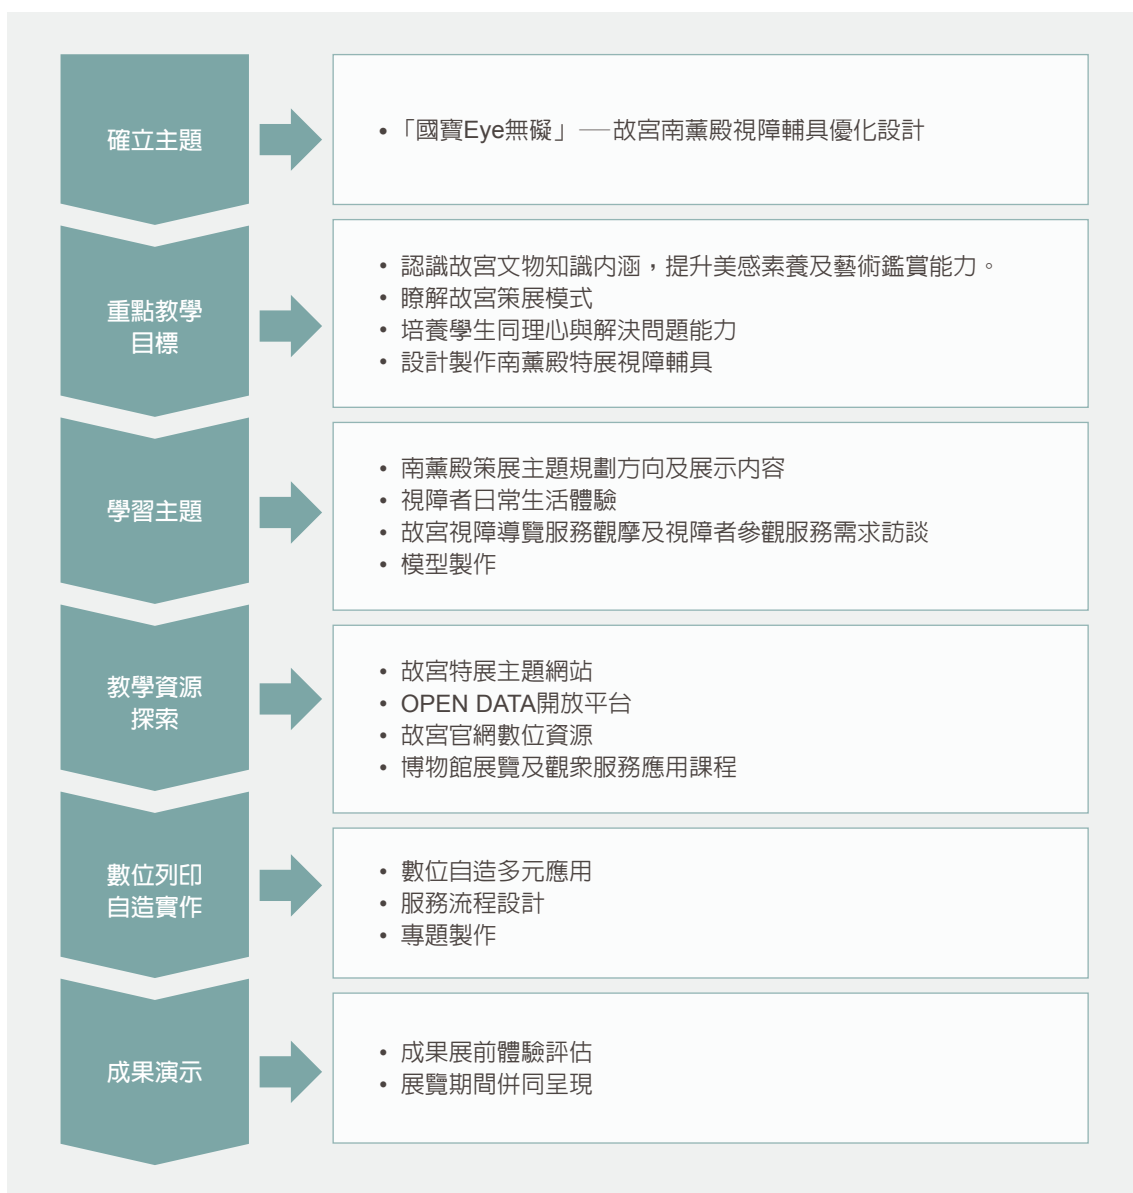 確立主題
•「國寶Eye無礙」——故宮南薰殿視障輔具優化設計
重點教學
目標
• 認識故宮文物知識內涵，提升美感素養及藝術鑑賞能力。
• 瞭解故宮策展模式
• 培養學生同理心與解決問題能力
• 設計製作南薰殿特展視障輔具
學習主題
• 南薰殿策展主題規劃方向及展示內容
• 視障者日常生活體驗
• 故宮視障導覽服務觀摩及視障者參觀服務需求訪談
• 模型製作
教學資源
探索
• 故宮特展主題網站
• OPEN DATA開放平台
• 故宮官網數位資源
• 博物館展覽及觀眾服務應用課程
數位列印
自造實作
• 數位自造多元應用
• 服務流程設計
• 專題製作
成果演示
• 成果展前體驗評估
• 展覽期間併同呈現